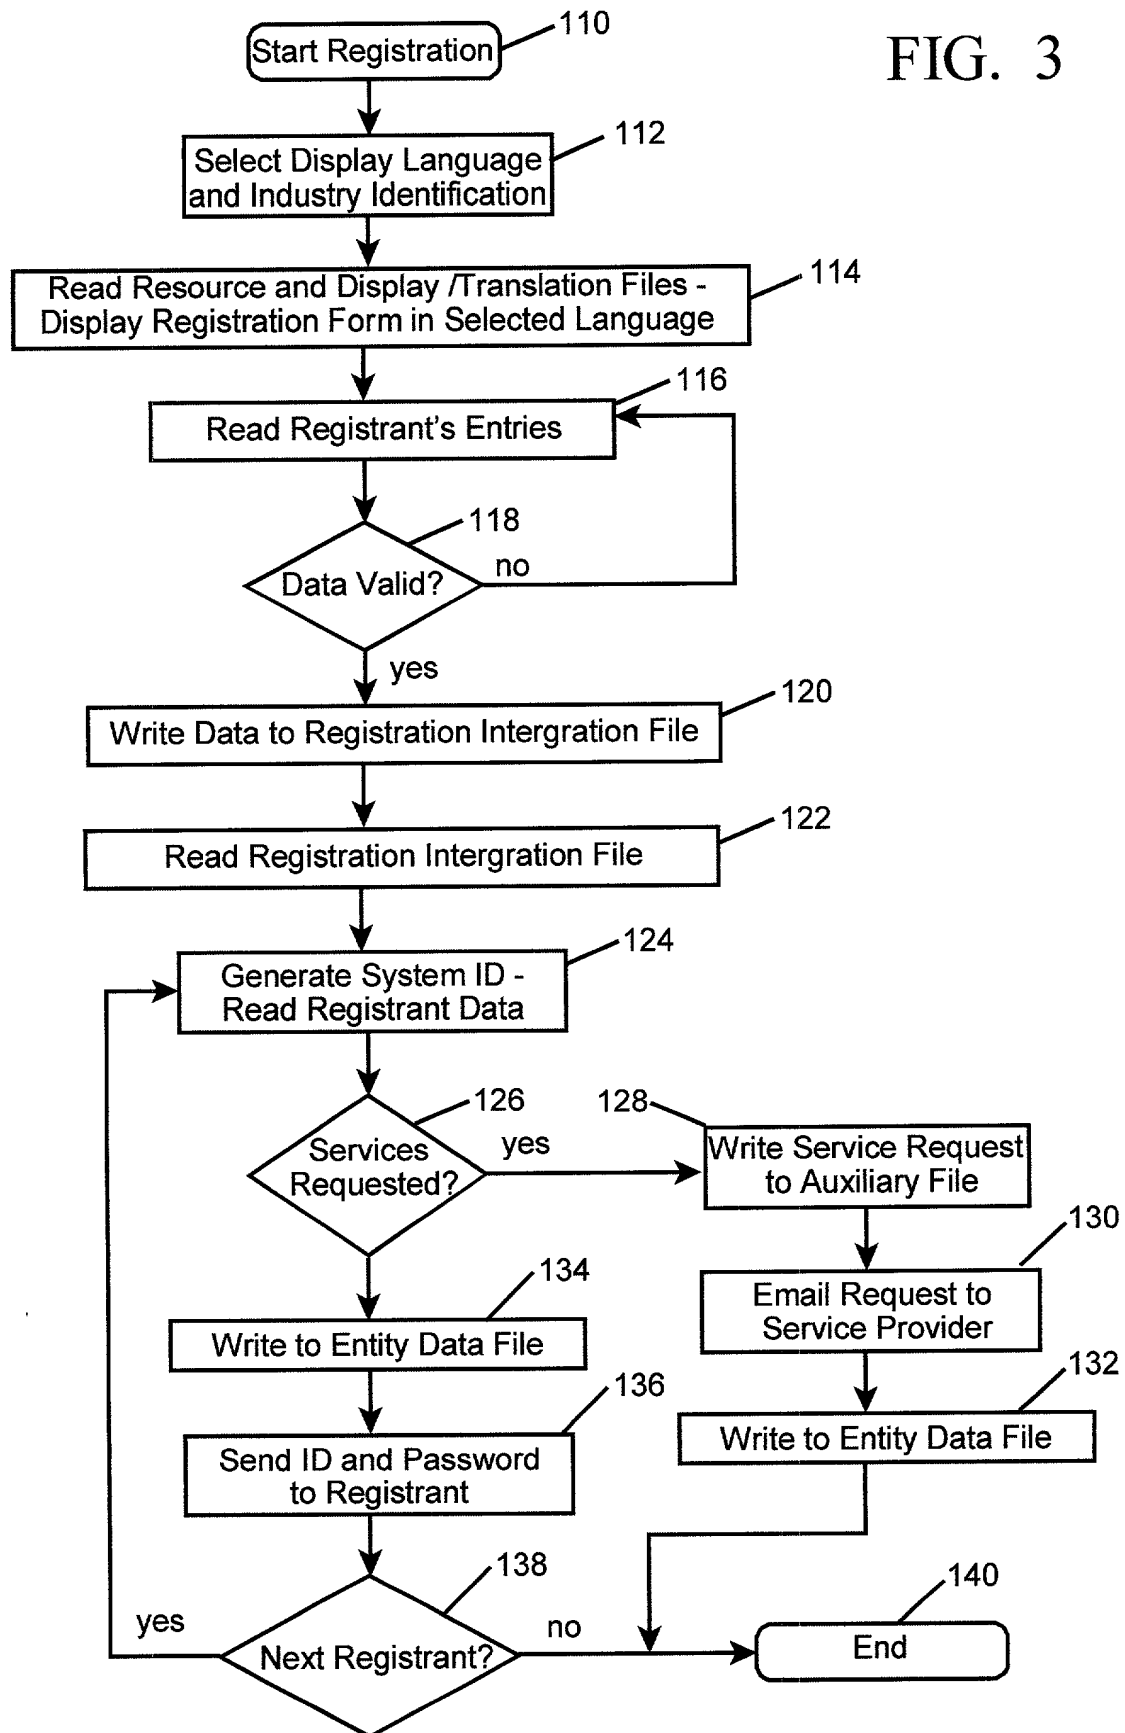 110
FIG. 3
Start Registration
112
Select Display Language
and Industry Identification
114
Read Resource and Display /Translation Files -
Display Registration Form in Selected Language
116
Read Registrant's Entries
118
Data Valid?
no
yes
120
Write Data to Registration Intergration File
122
Read Registration Intergration File
124
Generate System ID -
Read Registrant Data
126
Services
Requested?
yes
128
Write Service Request
to Auxiliary File
130
Email Request to
Service Provider
134
Write to Entity Data File
132
Write to Entity Data File
136
Send ID and Password
to Registrant
138
Next Registrant?
yes
no
140
End